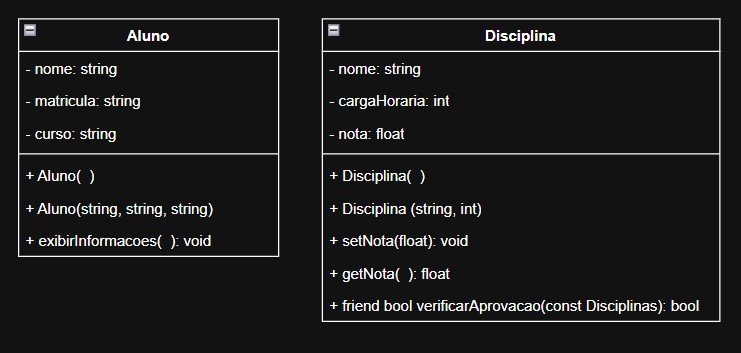 Aluno
- nome: string
- matricula: string
- curso: string
+ Aluno(  )
+ Aluno(string, string, string)
+ exibirInformacoes(  ): void
Disciplina
- nome: string
- cargaHoraria: int
- nota: float
+ Disciplina(  )
+ Disciplina (string, int)
+ setNota(float): void
+ getNota(  ): float
+ friend bool verificarAprovacao(const Disciplinas): bool